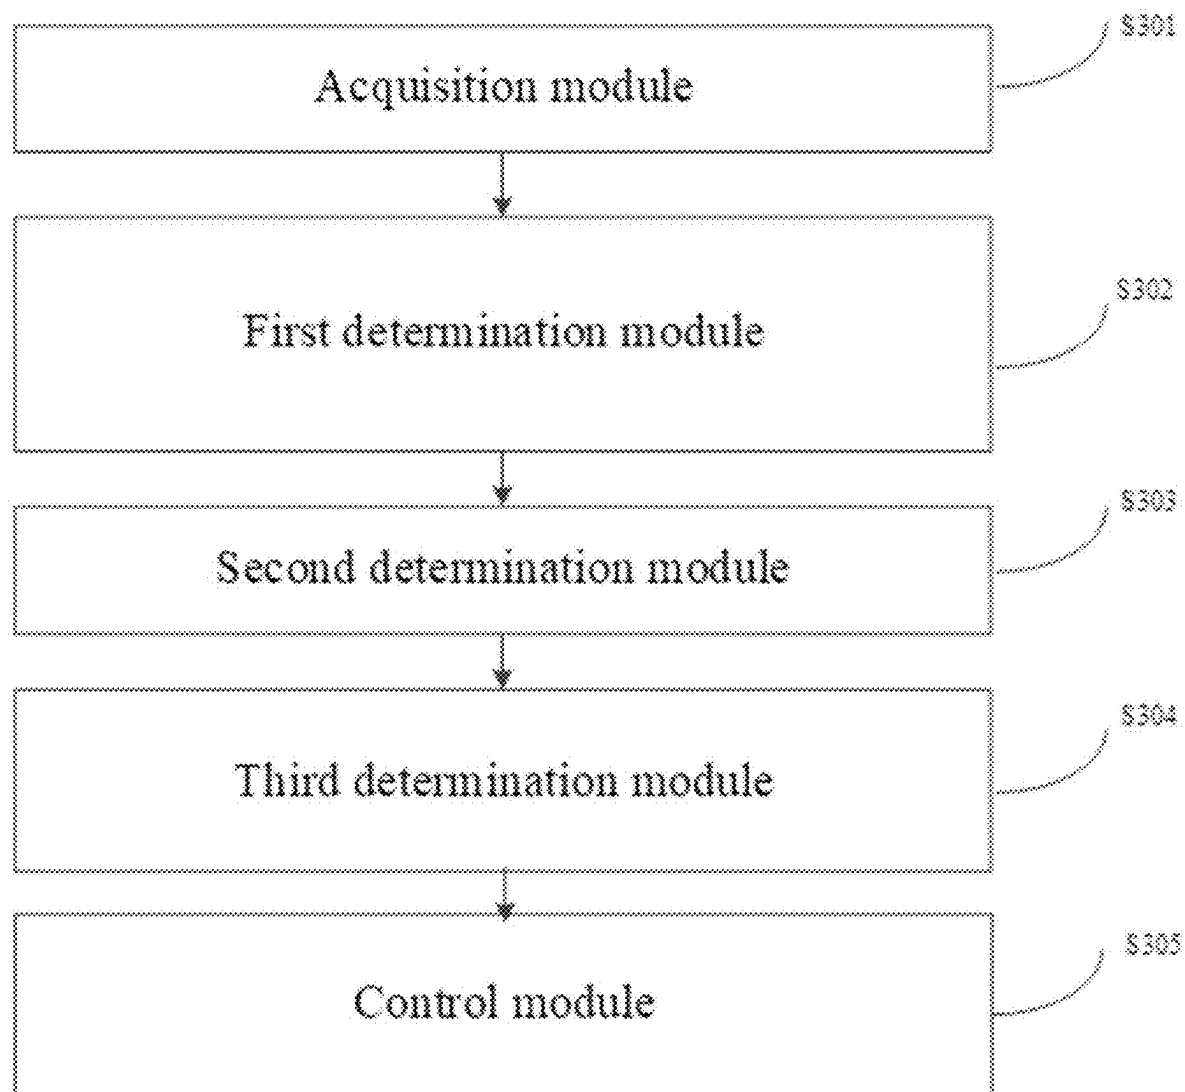 S301
Acquisition module
S302
First determination module
S303
Second determination module
S304
Third determination module
S305
Control module